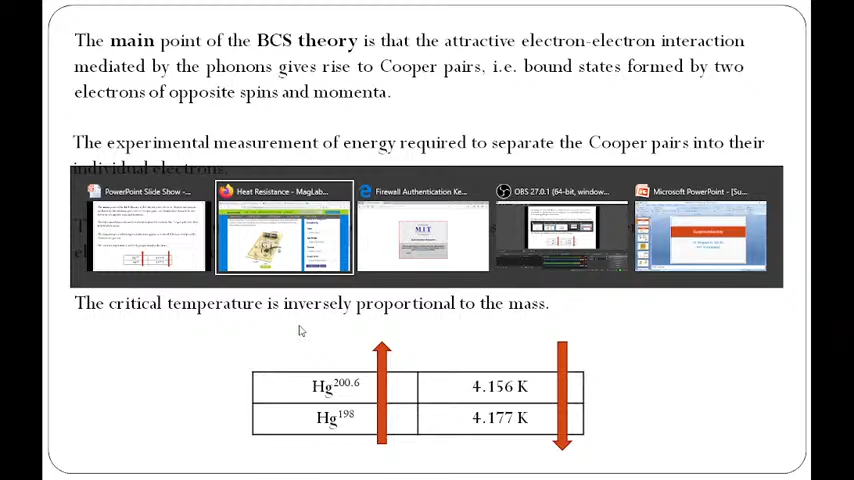 The main point of the BCS theory is that the attractive electron-electron interaction
mediated by the phonons gives rise to Cooper pairs, i.e. bound states formed by two
electrons of opposite spins and momenta.
The experimental measurement of energy required to separate the Cooper pairs into their
individual electrons.
PowerPoint Slide Show -...
Heat Resistance - MagLab...
Firewall Authentication Ke...
OBS 27.0.1 (64-bit, window...
Microsoft PowerPoint - [Su...
MIT
The critical temperature is inversely proportional to the mass.
Hg200.6 4.156 K
Hg198 4.177 K